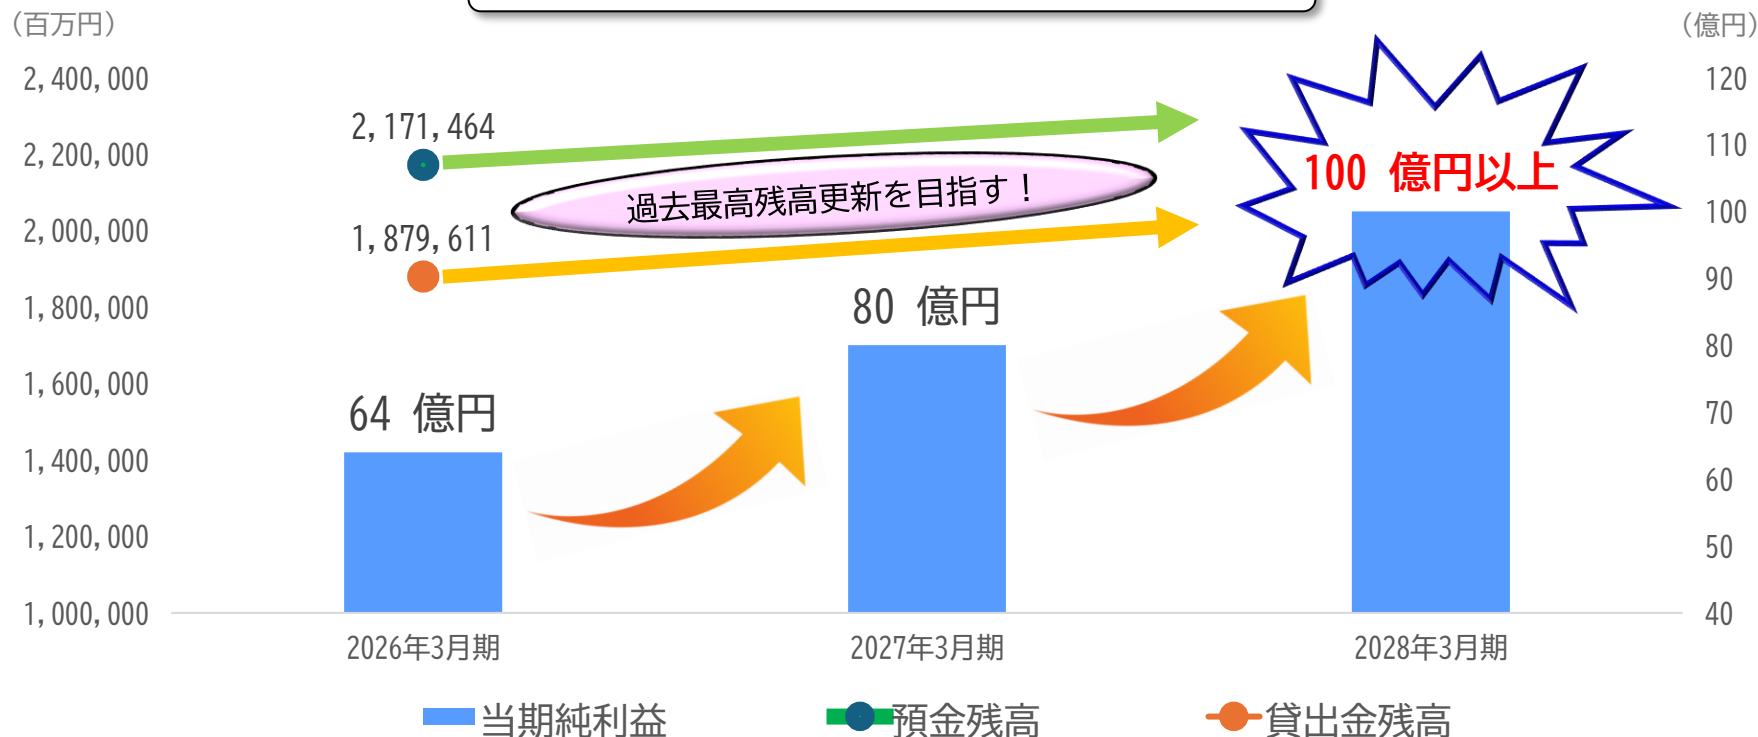 (百万円)
(億円)
2,400,000
2,200,000
2,000,000
1,800,000
1,600,000
1,400,000
1,200,000
1,000,000
120
110
100
90
80
70
60
50
40
2,171,464
1,879,611
過去最高残高更新を目指す！
64 億円
80 億円
100 億円以上
2026年3月期
2027年3月期
2028年3月期
当期純利益
預金残高
貸出金残高